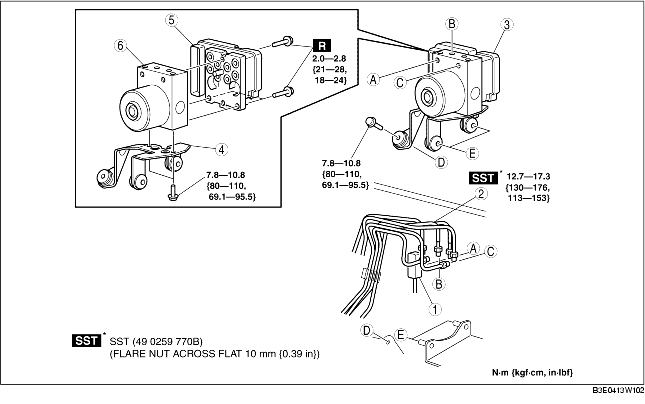 5
6
R
2.0—2.8
{21—28,
18—24}
4
7.8—10.8
{80—110,
69.1—95.5}
B
3
A
C
D
E
7.8—10.8
{80—110,
69.1—95.5}
SST* 12.7—17.3
{130—176,
113—153}
2
A
C
B
1
D
E
SST* SST (49 0259 770B)
(FLARE NUT ACROSS FLAT 10 mm {0.39 in})
N·m {kgf·cm, in·lbf}
B3E0413W102